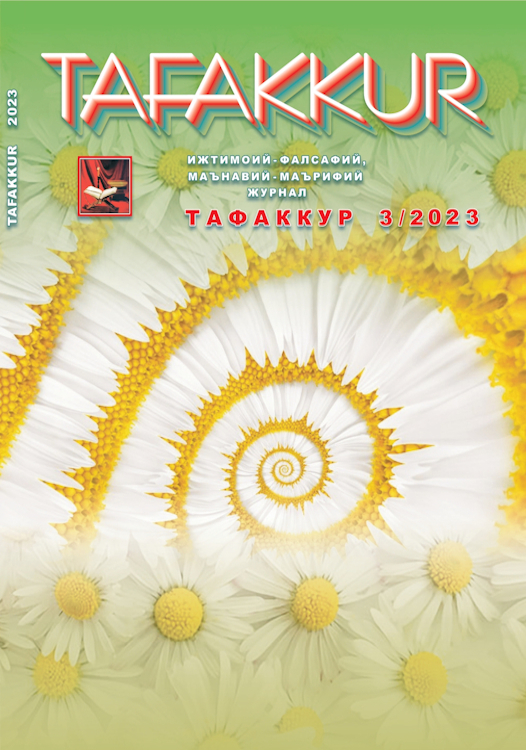 TAFAKKUR
TAFAKKUR 2023
ИЖТИМОИЙ-ФАЛСАФИЙ,
МАЪНАВИЙ-МАЪРИФИЙ
ЖУРНАЛ
ТАФАККУР 3/2023